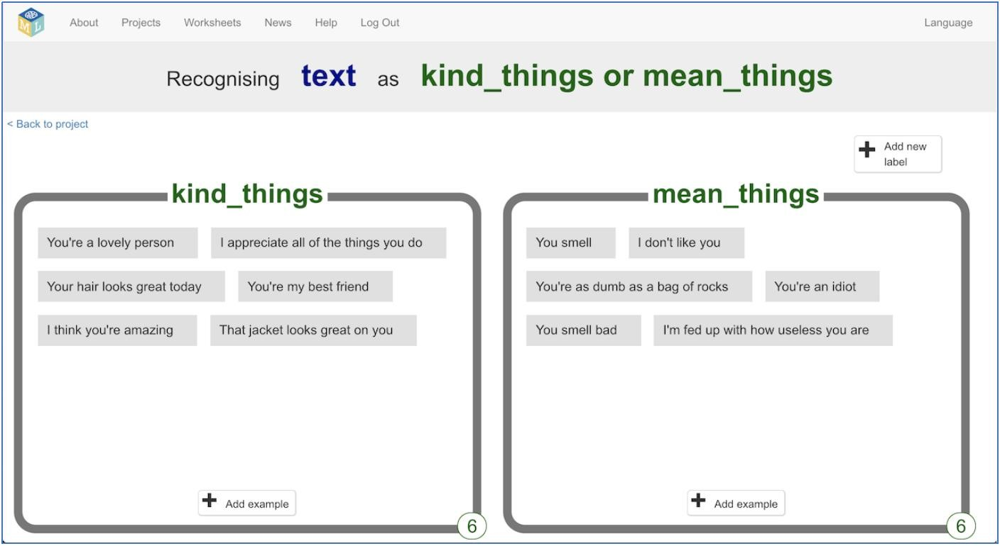 M L About Projects Worksheets News Help Log Out Language
Recognising text as kind_things or mean_things
< Back to project
Add new
label
kind_things
You're a lovely person I appreciate all of the things you do
Your hair looks great today You're my best friend
I think you're amazing That jacket looks great on you
Add example
6
mean_things
You smell I don't like you
You're as dumb as a bag of rocks You're an idiot
You smell bad I'm fed up with how useless you are
Add example
6